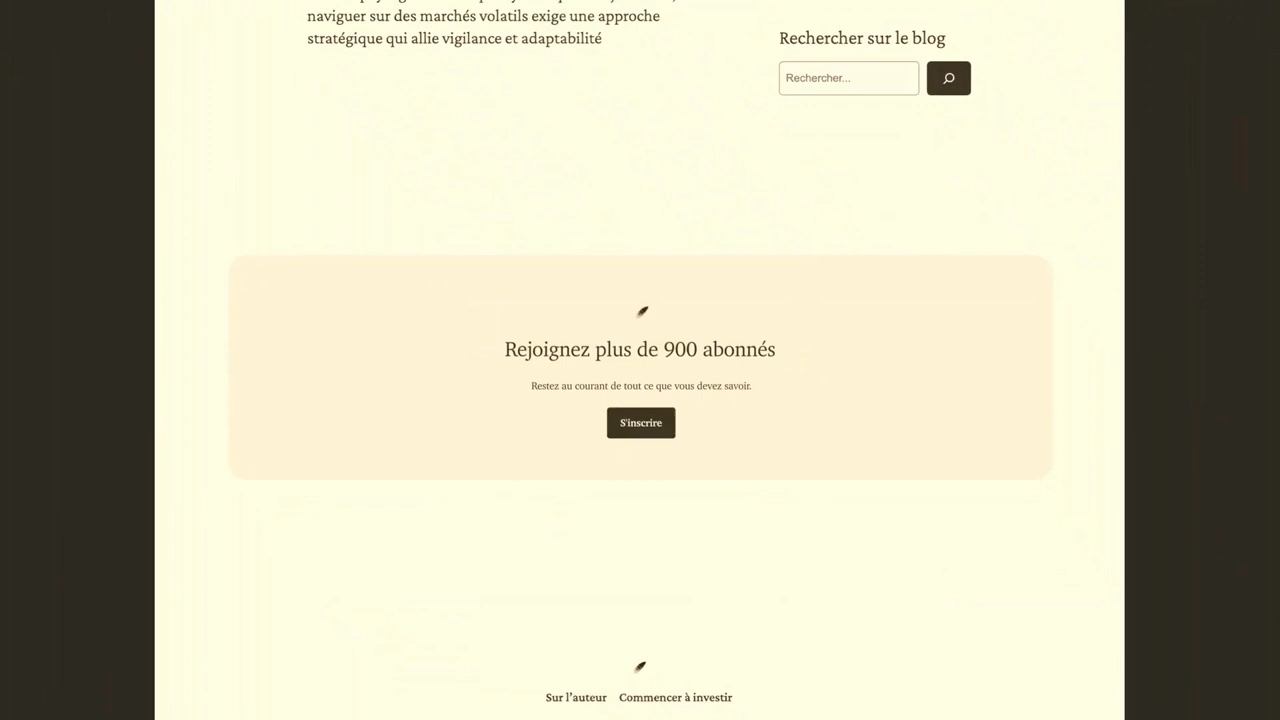 naviguer sur des marchés volatils exige une approche
stratégique qui allie vigilance et adaptabilité
Rechercher sur le blog
Rechercher...
Rejoignez plus de 900 abonnés
Restez au courant de tout ce que vous devez savoir.
S'inscrire
Sur l'auteur Commencer à investir